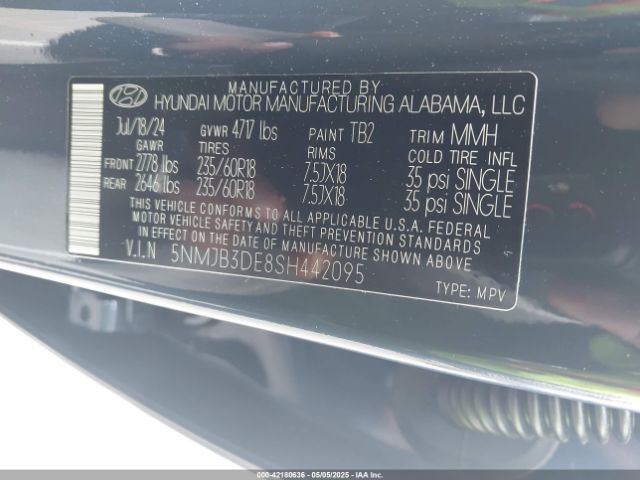 MANUFACTURED BY
HYUNDAI MOTOR MANUFACTURING ALABAMA, LLC
Jul/18/24 GVWR 4717 lbs PAINT TB2 TRIM MMH
GAWR TIRES RIMS COLD TIRE INFL
FRONT 2778 lbs 235/60R18 7.5JX18 35 psi SINGLE
REAR 2646 lbs 235/60R18 7.5JX18 35 psi SINGLE
THIS VEHICLE CONFORMS TO ALL APPLICABLE U.S.A. FEDERAL
MOTOR VEHICLE SAFETY AND THEFT PREVENTION STANDARDS
IN EFFECT ON THE DATE OF MANUFACTURE SHOWN ABOVE.
V.I.N 5NMJB3DE8SH442095
TYPE: MPV
000-42180636 - 05/05/2025 - IAAI.COM